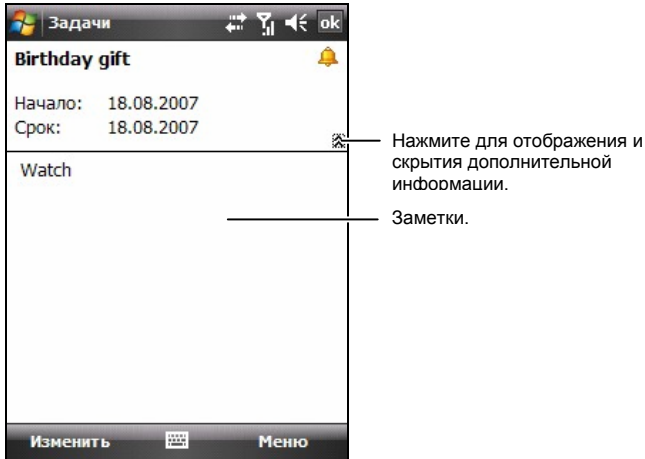 Задачи ok
Birthday gift
Начало: 18.08.2007
Срок: 18.08.2007
Нажмите для отображения и
скрытия дополнительной
информации.
Watch
Заметки.
Изменить Меню